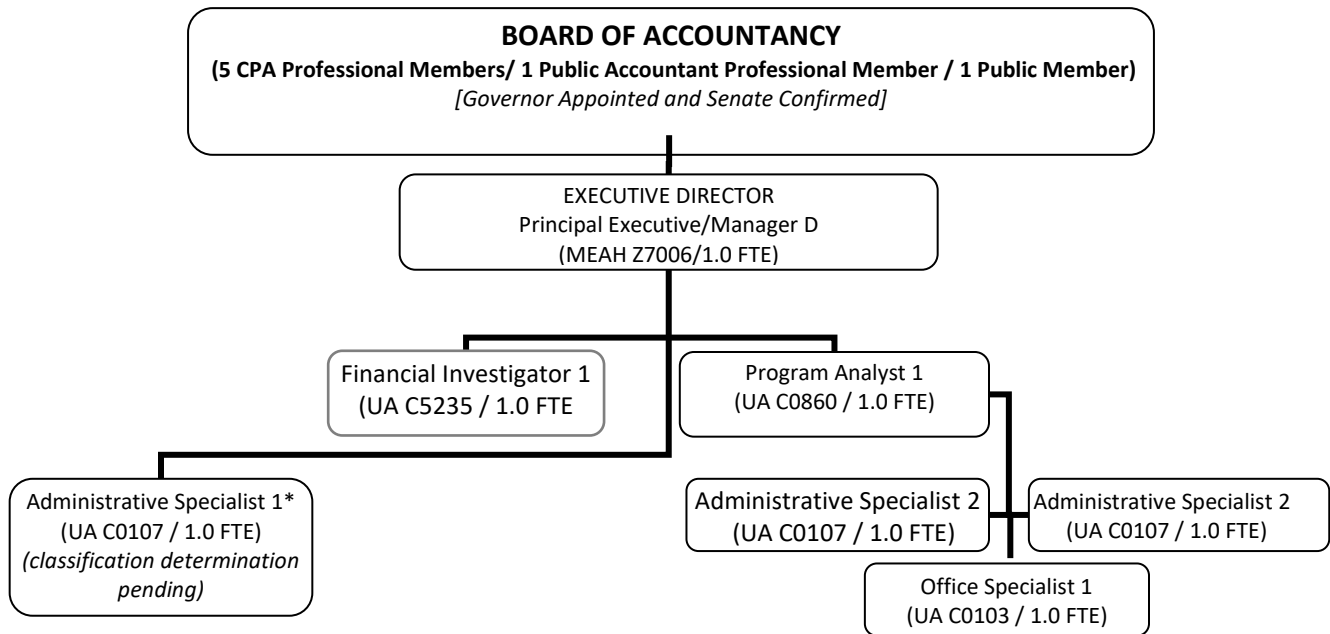 BOARD OF ACCOUNTANCY
(5 CPA Professional Members/ 1 Public Accountant Professional Member / 1 Public Member)
[Governor Appointed and Senate Confirmed]
EXECUTIVE DIRECTOR
Principal Executive/Manager D
(MEAH Z7006/1.0 FTE)
Financial Investigator 1
(UA C5235 / 1.0 FTE
Program Analyst 1
(UA C0860 / 1.0 FTE)
Administrative Specialist 1*
(UA C0107 / 1.0 FTE)
(classification determination
pending)
Administrative Specialist 2
(UA C0107 / 1.0 FTE)
Administrative Specialist 2
(UA C0107 / 1.0 FTE)
Office Specialist 1
(UA C0103 / 1.0 FTE)